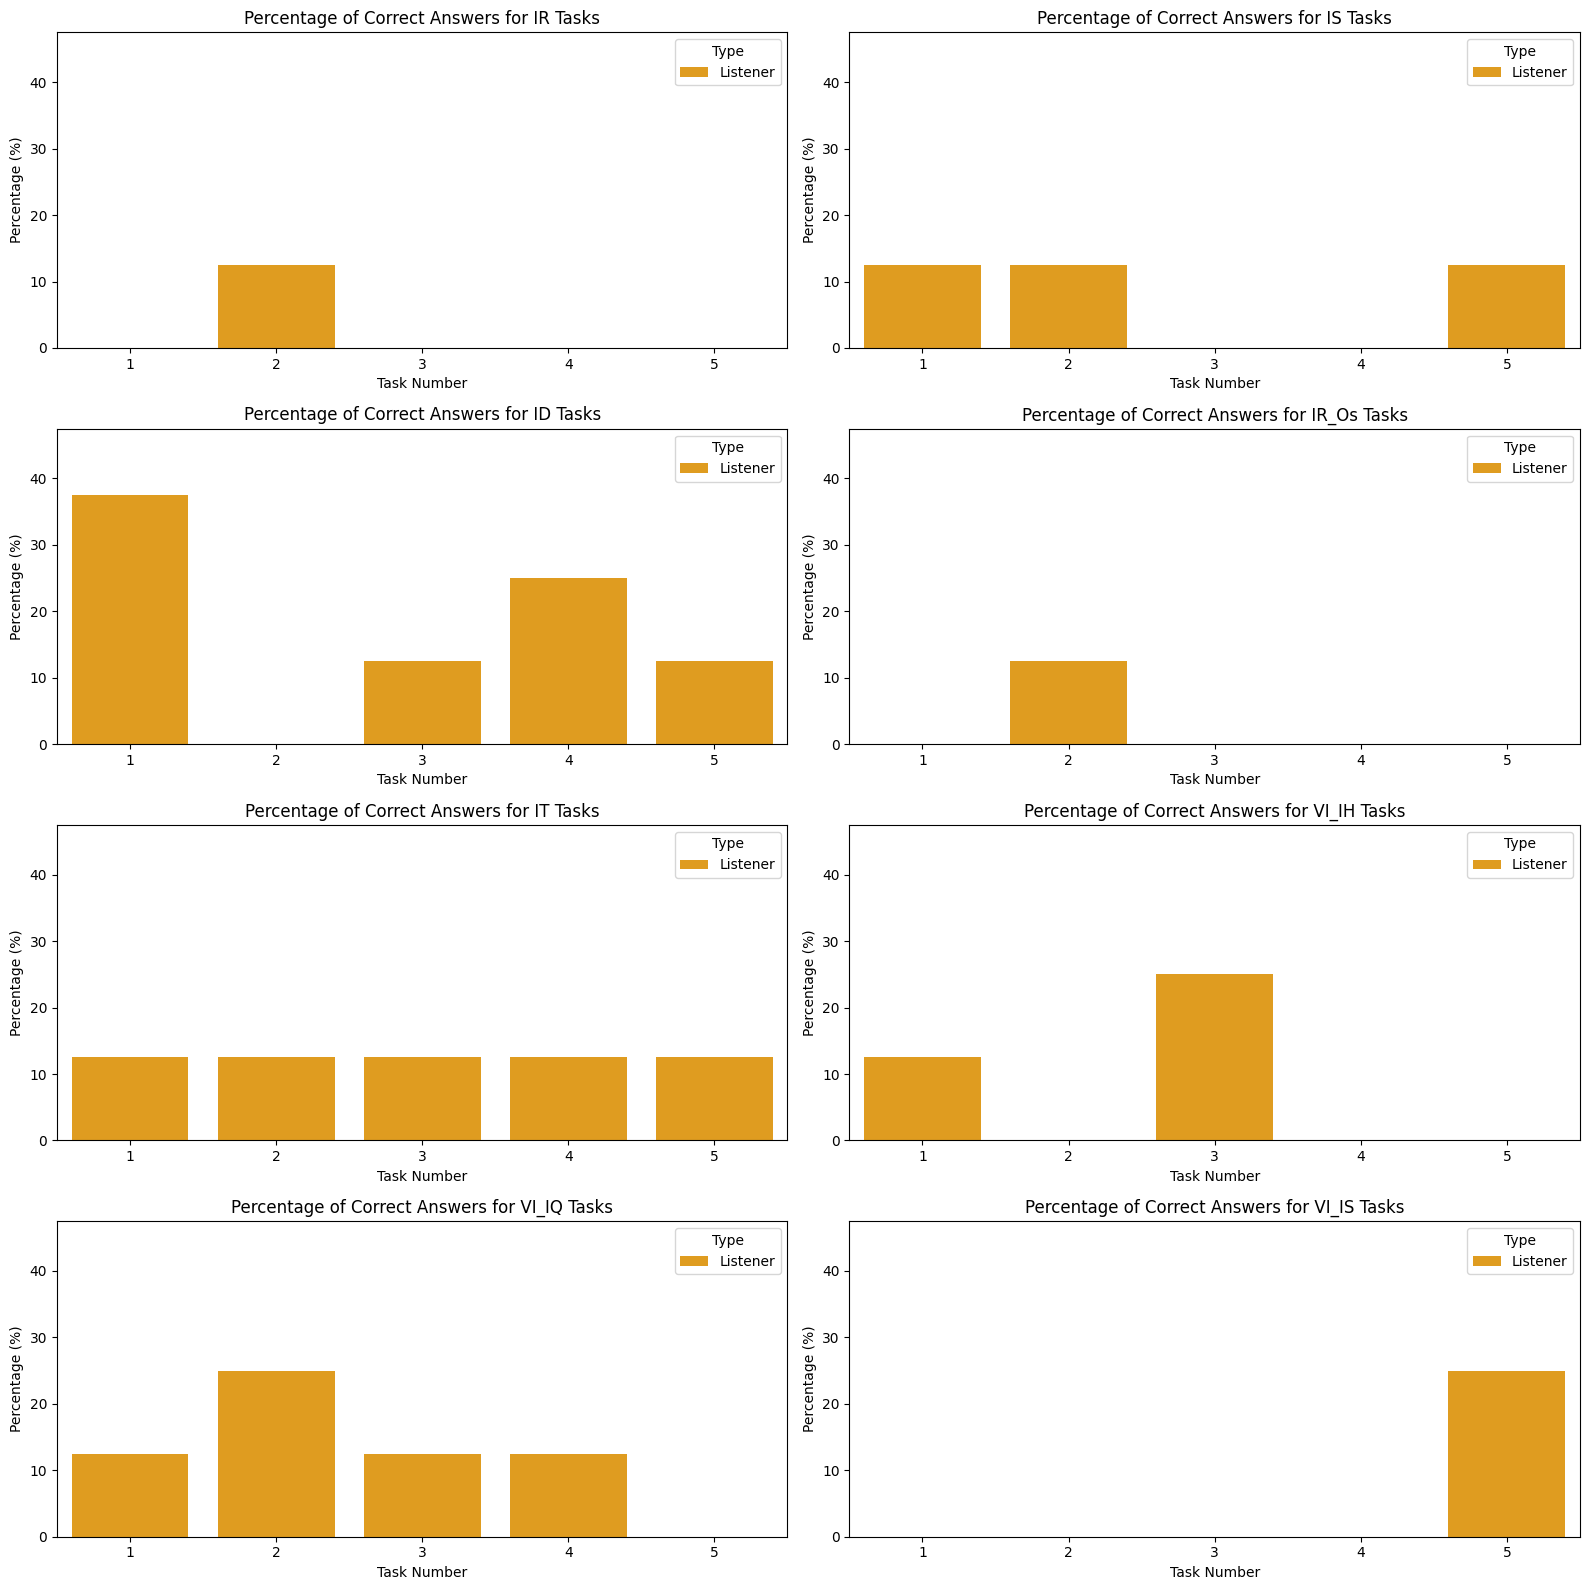 Percentage of Correct Answers for IR Tasks
Type
Listener
Percentage (%)
40
30
20
10
0
1 2 3 4 5
Task Number
Percentage of Correct Answers for IS Tasks
Type
Listener
Percentage (%)
40
30
20
10
0
1 2 3 4 5
Task Number
Percentage of Correct Answers for ID Tasks
Type
Listener
Percentage (%)
40
30
20
10
0
1 2 3 4 5
Task Number
Percentage of Correct Answers for IR_Os Tasks
Type
Listener
Percentage (%)
40
30
20
10
0
1 2 3 4 5
Task Number
Percentage of Correct Answers for IT Tasks
Type
Listener
Percentage (%)
40
30
20
10
0
1 2 3 4 5
Task Number
Percentage of Correct Answers for VI_IH Tasks
Type
Listener
Percentage (%)
40
30
20
10
0
1 2 3 4 5
Task Number
Percentage of Correct Answers for VI_IQ Tasks
Type
Listener
Percentage (%)
40
30
20
10
0
1 2 3 4 5
Task Number
Percentage of Correct Answers for VI_IS Tasks
Type
Listener
Percentage (%)
40
30
20
10
0
1 2 3 4 5
Task Number